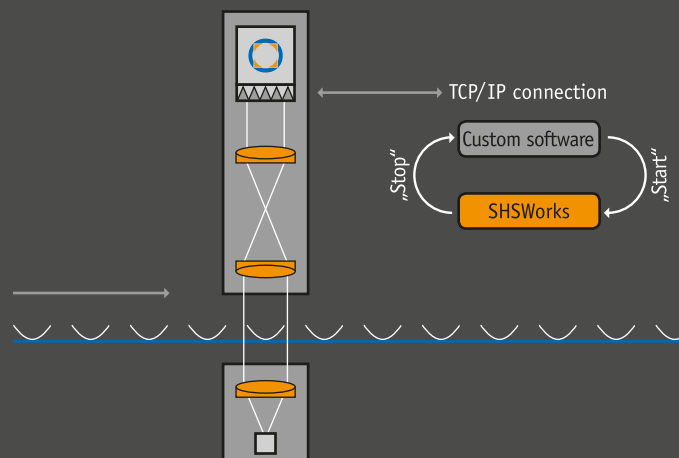 TCP/IP connection
Custom software
„Stop“
„Start“
SHSWorks